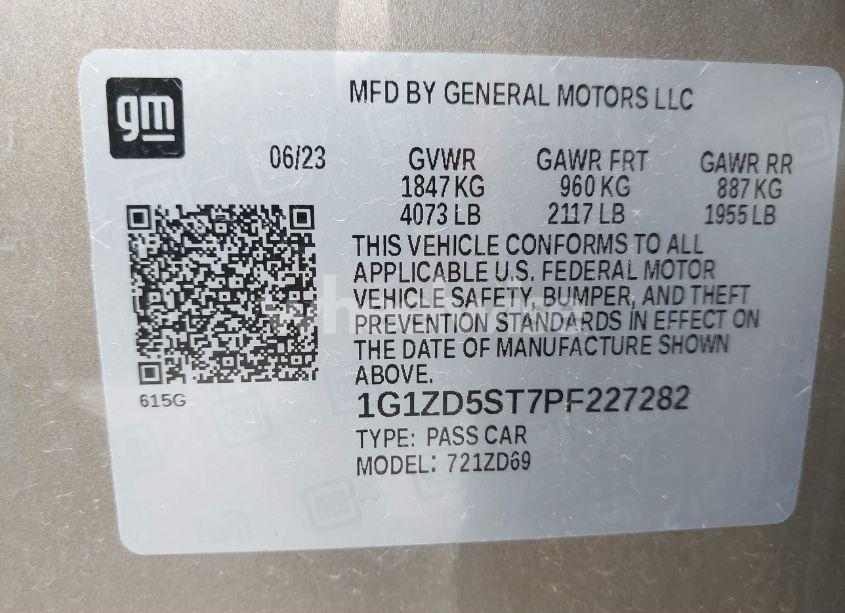 gm
MFD BY GENERAL MOTORS LLC
06/23 GVWR GAWR FRT GAWR RR
1847 KG 960 KG 887 KG
4073 LB 2117 LB 1955 LB
THIS VEHICLE CONFORMS TO ALL
APPLICABLE U.S. FEDERAL MOTOR
VEHICLE SAFETY, BUMPER, AND THEFT
PREVENTION STANDARDS IN EFFECT ON
THE DATE OF MANUFACTURE SHOWN
ABOVE.
615G
1G1ZD5ST7PF227282
TYPE: PASS CAR
MODEL: 721ZD69